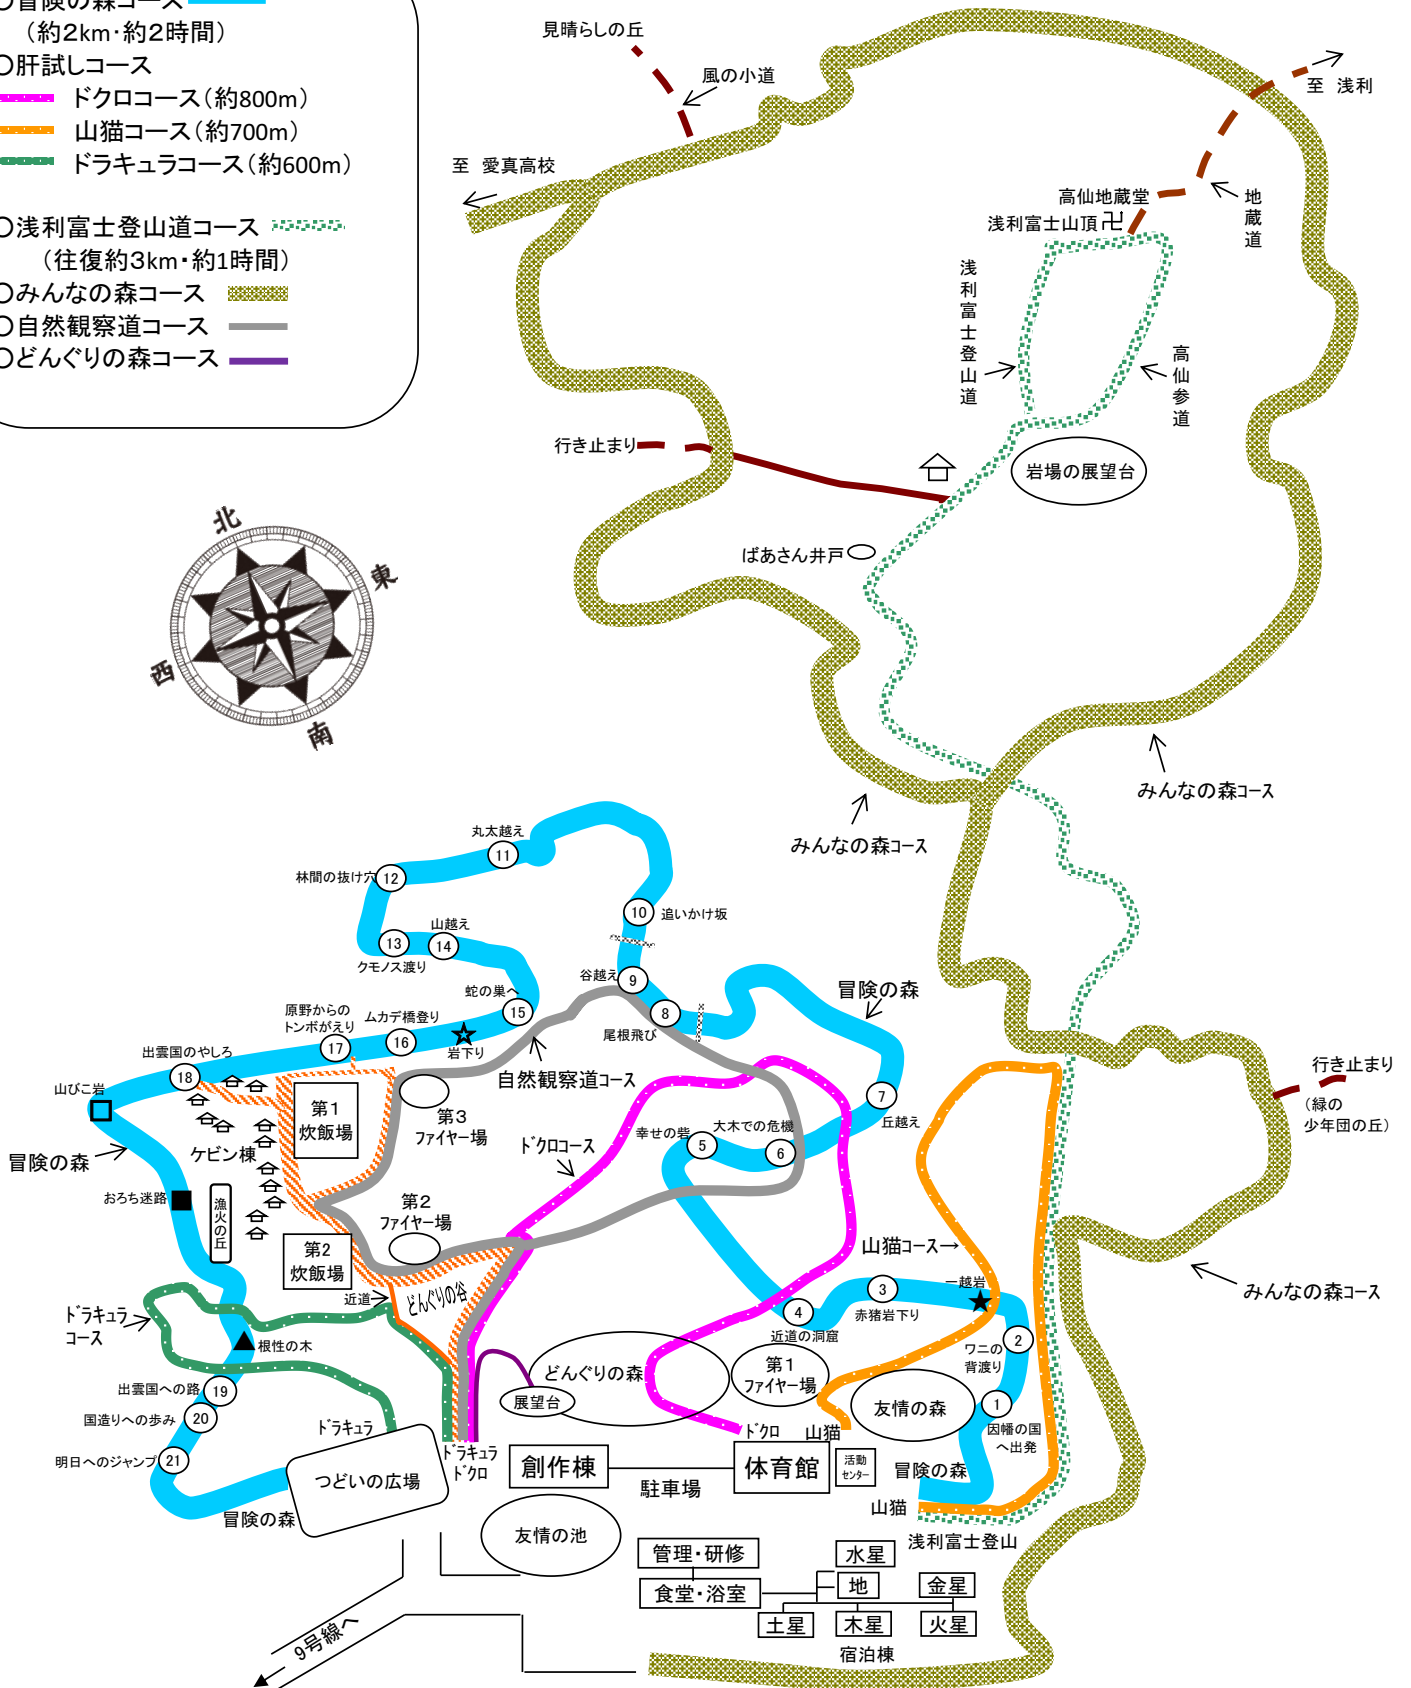 ○冒険の森コース
（約2km・約2時間）
○肝試しコース
ドクロコース（約800m）
山猫コース（約700m）
ドラキュラコース（約600m）
○浅利富士登山道コース
（往復約3km・約1時間）
○みんなの森コース
○自然観察道コース
○どんぐりの森コース
見晴らしの丘
風の小道
至 浅利
至 愛真高校
高仙地蔵堂
浅利富士山頂
卍
地蔵道
浅利富士登山道
高仙参道
行き止まり
岩場の展望台
ばあさん井戸
北
東
西
南
みんなの森コース
みんなの森コース
丸太越え
11
林間の抜け穴
12
10
追いかけ坂
山越え
13
14
クモノス渡り
谷越え
9
冒険の森
蛇の巣へ
15
8
尾根飛び
原野からの
トンボがえり
ムカデ橋登り
17
16
岩下り
出雲国のやしろ
18
自然観察道コース
行き止まり
（緑の
少年団の丘）
山びこ岩
第1
炊飯場
第3
ファイヤー場
7
丘越え
大木での危機
幸せの砦
5
6
ドクロコース
ケビン棟
冒険の森
おろち迷路
漁火の丘
第2
ファイヤー場
第2
炊飯場
山猫コース→
近道
どんぐりの谷
一越岩
3
赤猪岩下り
4
近道の洞窟
みんなの森コース
ドラキュラ
コース
根性の木
2
ワニの
背渡り
どんぐりの森
第1
ファイヤー場
出雲国への路
19
展望台
友情の森
1
因幡の国
へ出発
国造りへの歩み
20
ドラキュラ
ドクロ
山猫
明日へのジャンプ
21
ドラキュラ
ドクロ
つどいの広場
創作棟
駐車場
体育館
活動
センター
冒険の森
山猫
浅利富士登山
冒険の森
友情の池
管理・研修
水星
食堂・浴室
地
金星
土星
木星
火星
宿泊棟
9号線へ